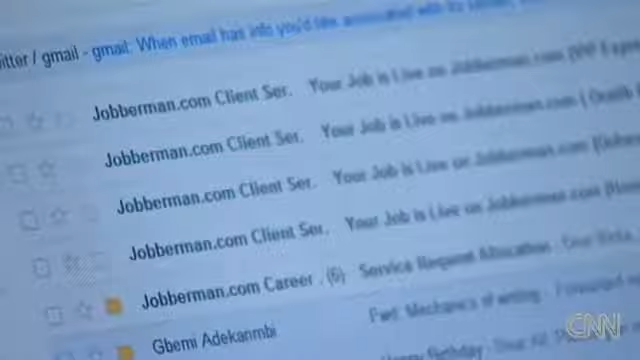 itter / gmail - gmail: When email has info you'd like associated with
Jobberman.com Client Ser. Your Job is Live on Jobberman.com
Jobberman.com Client Ser. Your Job is Live on Jobberman.com
Jobberman.com Client Ser. Your Job is Live on Jobberman.com
Jobberman.com Client Ser. Your Job is Live on Jobberman.com
Jobberman.com Career . (6) Service Request Allocation
Gbemi Adekanmbi Fwd: Mechanics of writing - Forwarded
Happy Birthday
CNN